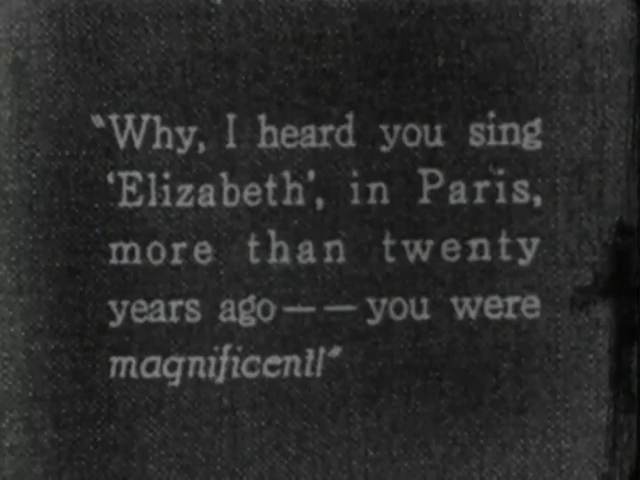 "Why, I heard you sing
'Elizabeth', in Paris,
more than twenty
years ago — — you were
magnificent!"